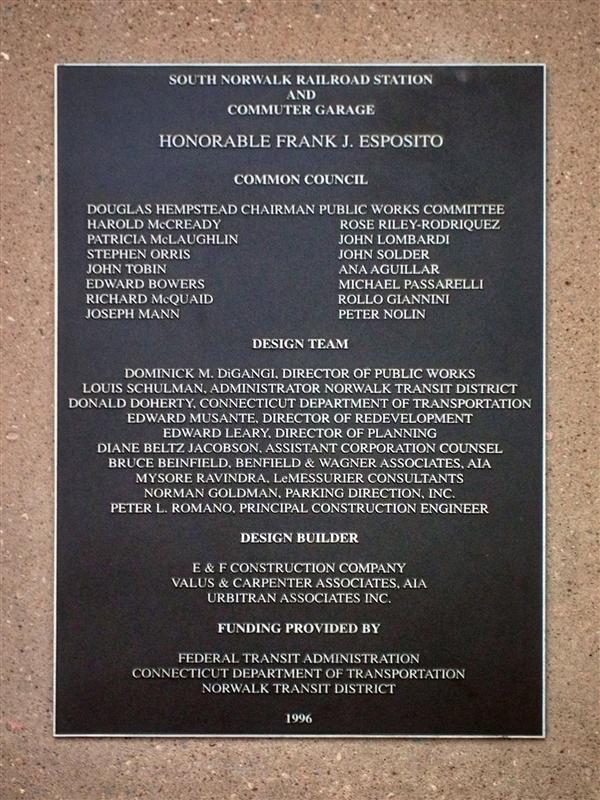 SOUTH NORWALK RAILROAD STATION
AND
COMMUTER GARAGE
HONORABLE FRANK J. ESPOSITO
COMMON COUNCIL
DOUGLAS HEMPSTEAD CHAIRMAN PUBLIC WORKS COMMITTEE
HAROLD McCREADY ROSE RILEY-RODRIQUEZ
PATRICIA McLAUGHLIN JOHN LOMBARDI
STEPHEN ORRIS JOHN SOLDER
JOHN TOBIN ANA AGUILLAR
EDWARD BOWERS MICHAEL PASSARELLI
RICHARD McQUAID ROLLO GIANNINI
JOSEPH MANN PETER NOLIN
DESIGN TEAM
DOMINICK M. DiGANGI, DIRECTOR OF PUBLIC WORKS
LOUIS SCHULMAN, ADMINISTRATOR NORWALK TRANSIT DISTRICT
DONALD DOHERTY, CONNECTICUT DEPARTMENT OF TRANSPORTATION
EDWARD MUSANTE, DIRECTOR OF REDEVELOPMENT
EDWARD LEARY, DIRECTOR OF PLANNING
DIANE BELTZ JACOBSON, ASSISTANT CORPORATION COUNSEL
BRUCE BEINFIELD, BENFIELD & WAGNER ASSOCIATES, AIA
MYSORE RAVINDRA, LeMESSURIER CONSULTANTS
NORMAN GOLDMAN, PARKING DIRECTION, INC.
PETER L. ROMANO, PRINCIPAL CONSTRUCTION ENGINEER
DESIGN BUILDER
E & F CONSTRUCTION COMPANY
VALUS & CARPENTER ASSOCIATES, AIA
URBITRAN ASSOCIATES INC.
FUNDING PROVIDED BY
FEDERAL TRANSIT ADMINISTRATION
CONNECTICUT DEPARTMENT OF TRANSPORTATION
NORWALK TRANSIT DISTRICT
1996